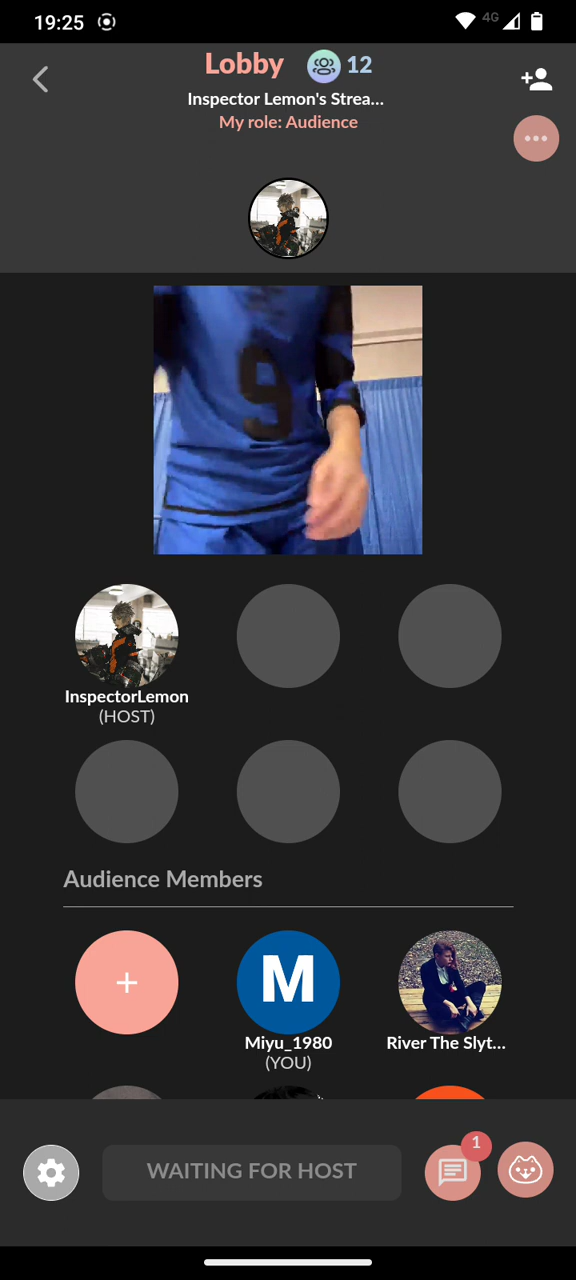 19:25
4G
Lobby 12
Inspector Lemon's Strea...
My role: Audience
9
InspectorLemon
(HOST)
Audience Members
+
M
Miyu_1980
(YOU)
River The Slyt...
WAITING FOR HOST
1